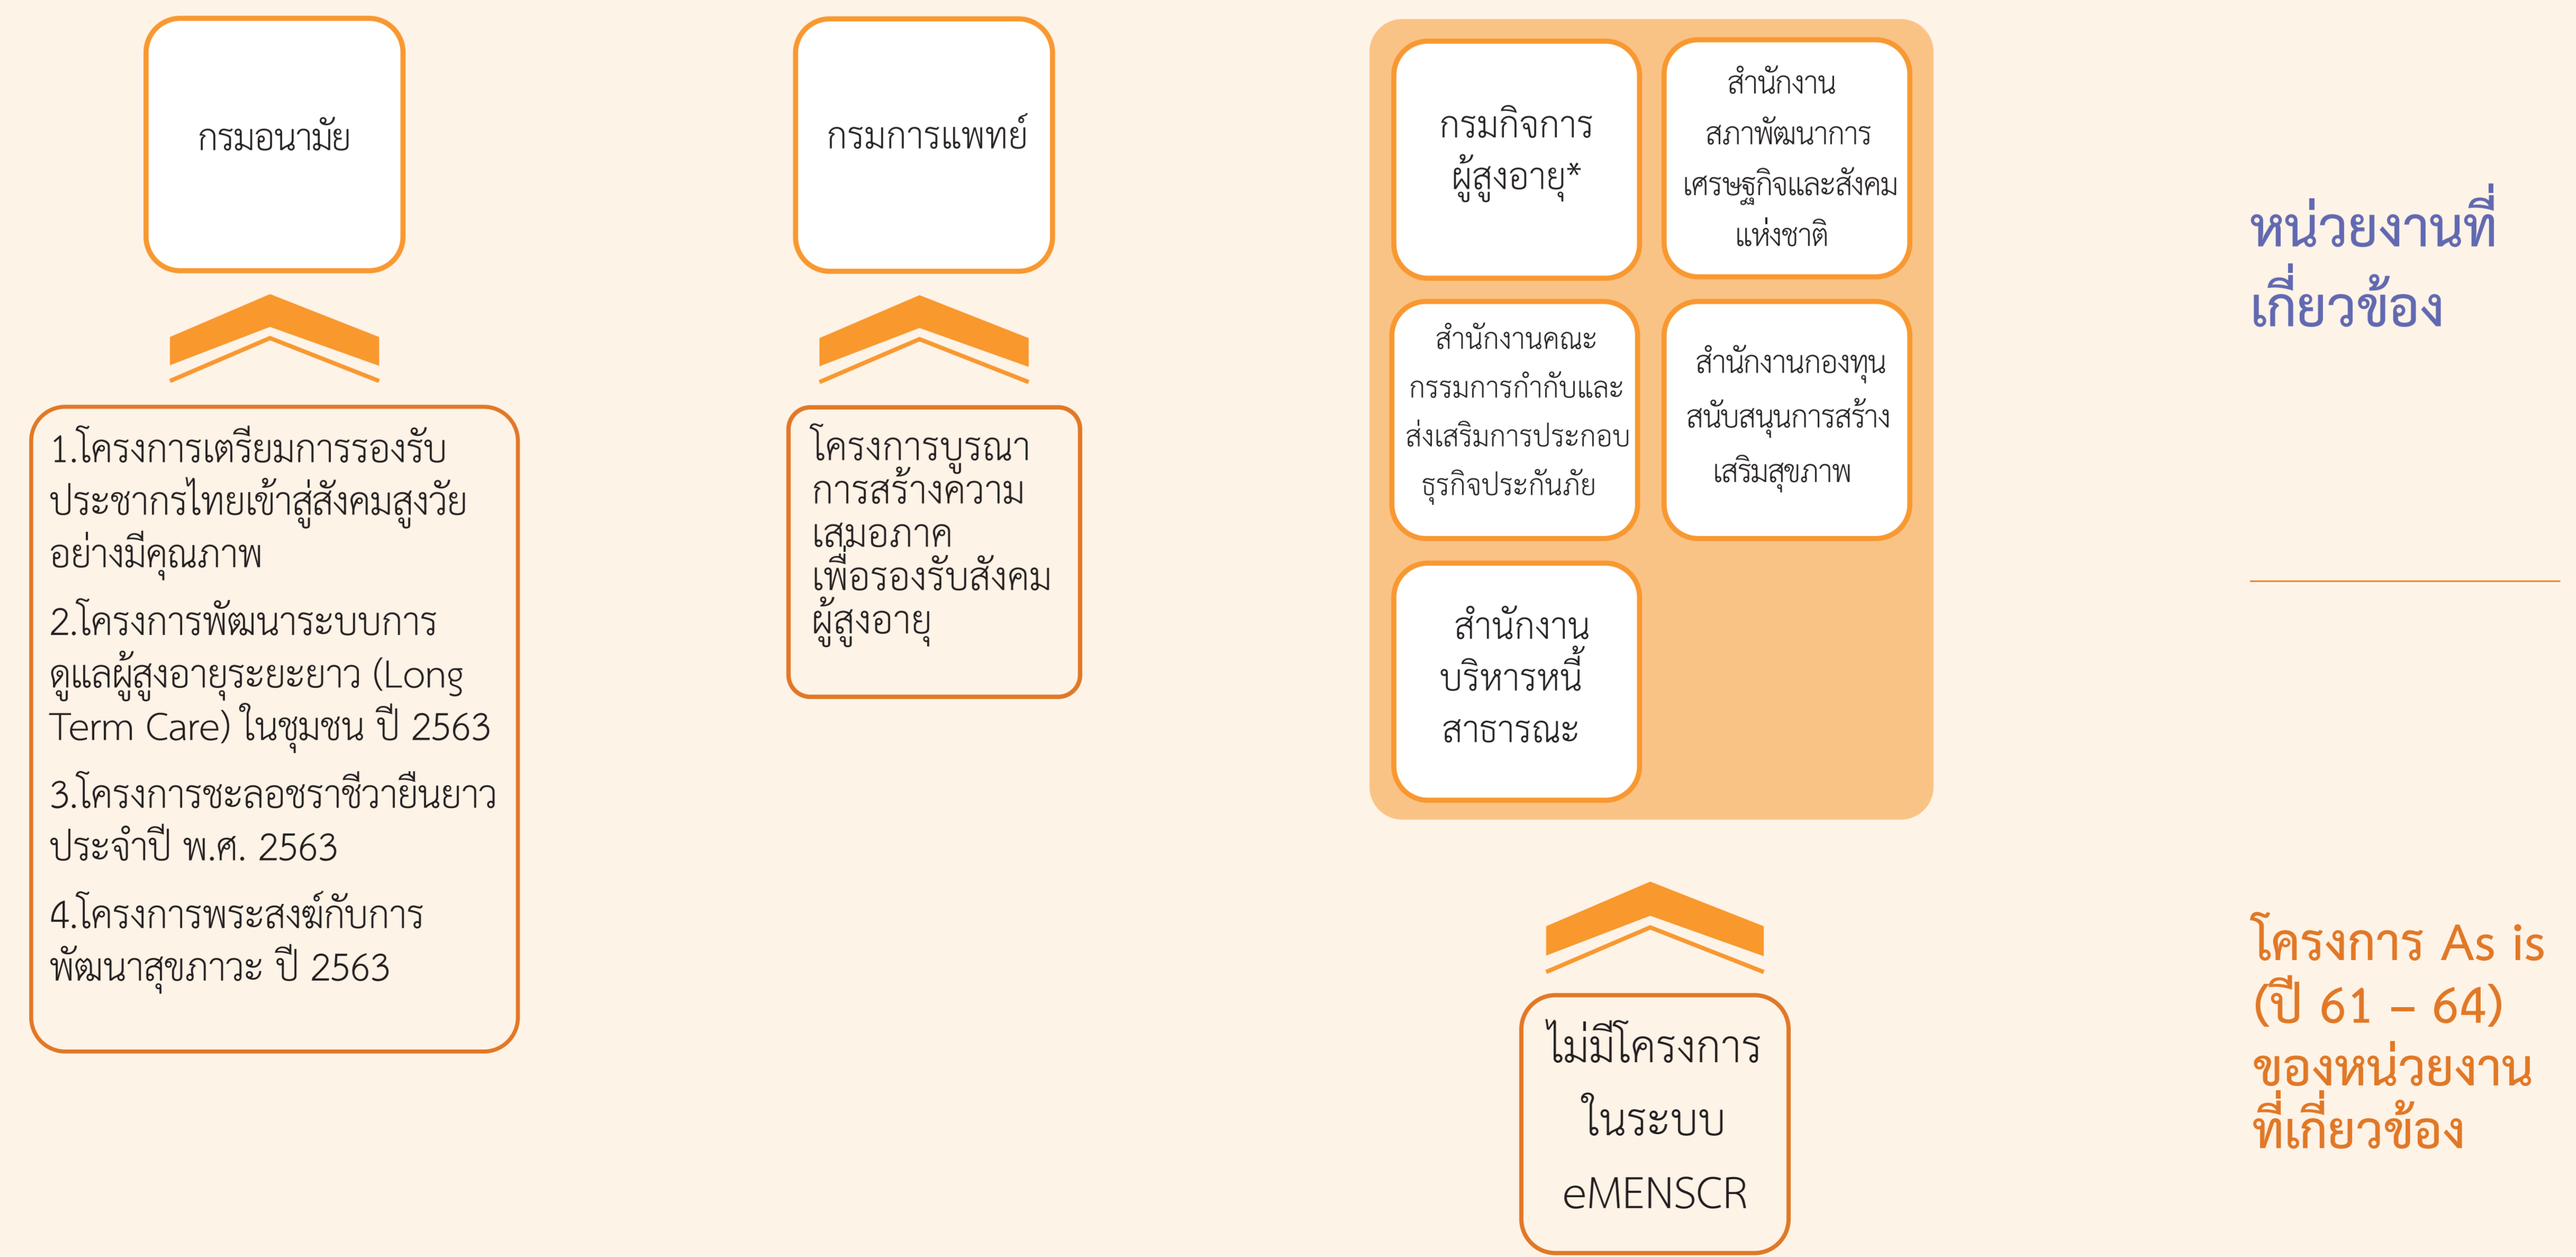 กรมอนามัย
1.โครงการเตรียมการรองรับ
ประชากรไทยเข้าสู่สังคมสูงวัย
อย่างมีคุณภาพ
2.โครงการพัฒนาระบบการ
ดูแลผู้สูงอายุระยะยาว (Long
Term Care) ในชุมชน ปี 2563
3.โครงการชะลอชราชีวายืนยาว
ประจำปี พ.ศ. 2563
4.โครงการพระสงฆ์กับการ
พัฒนาสุขภาวะ ปี 2563
กรมการแพทย์
โครงการบูรณา
การสร้างความ
เสมอภาค
เพื่อรองรับสังคม
ผู้สูงอายุ
กรมกิจการ
ผู้สูงอายุ*
สำนักงาน
สภาพัฒนาการ
เศรษฐกิจและสังคม
แห่งชาติ
สำนักงานคณะ
กรรมการกำกับและ
ส่งเสริมการประกอบ
ธุรกิจประกันภัย
สำนักงานกองทุน
สนับสนุนการสร้าง
เสริมสุขภาพ
สำนักงาน
บริหารหนี้
สาธารณะ
ไม่มีโครงการ
ในระบบ
eMENSCR
หน่วยงานที่
เกี่ยวข้อง
โครงการ As is
(ปี 61 – 64)
ของหน่วยงาน
ที่เกี่ยวข้อง